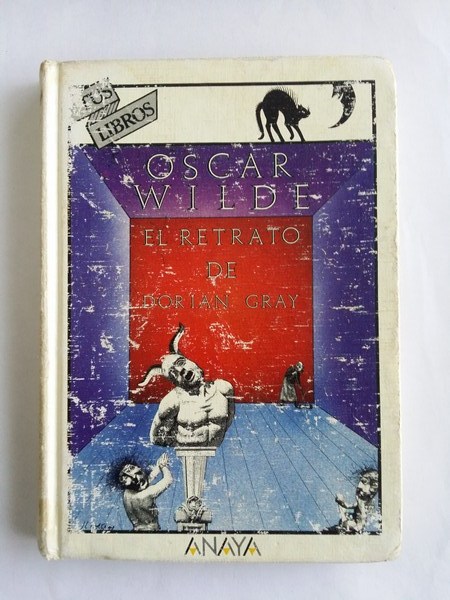 TUS
LIBROS
OSCAR
WILDE
EL RETRATO
DE
DORIAN GRAY
ANAYA